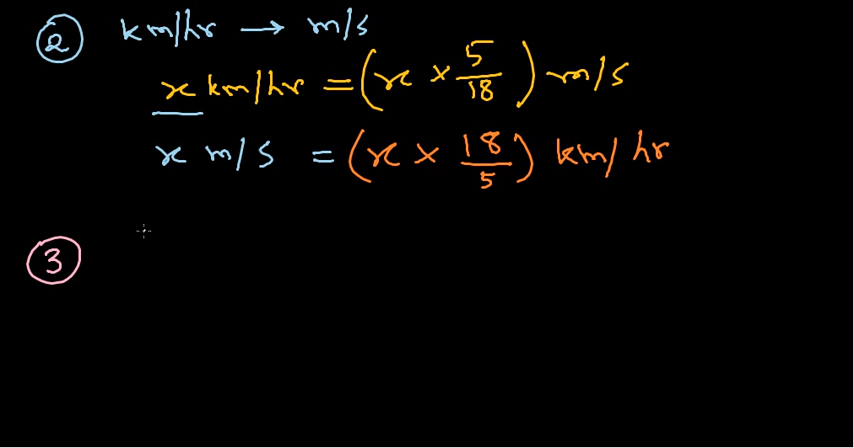 ② km/hr → m/s
x km/hr = (x × 5/18) m/s
x m/s = (x × 18/5) km/hr
③